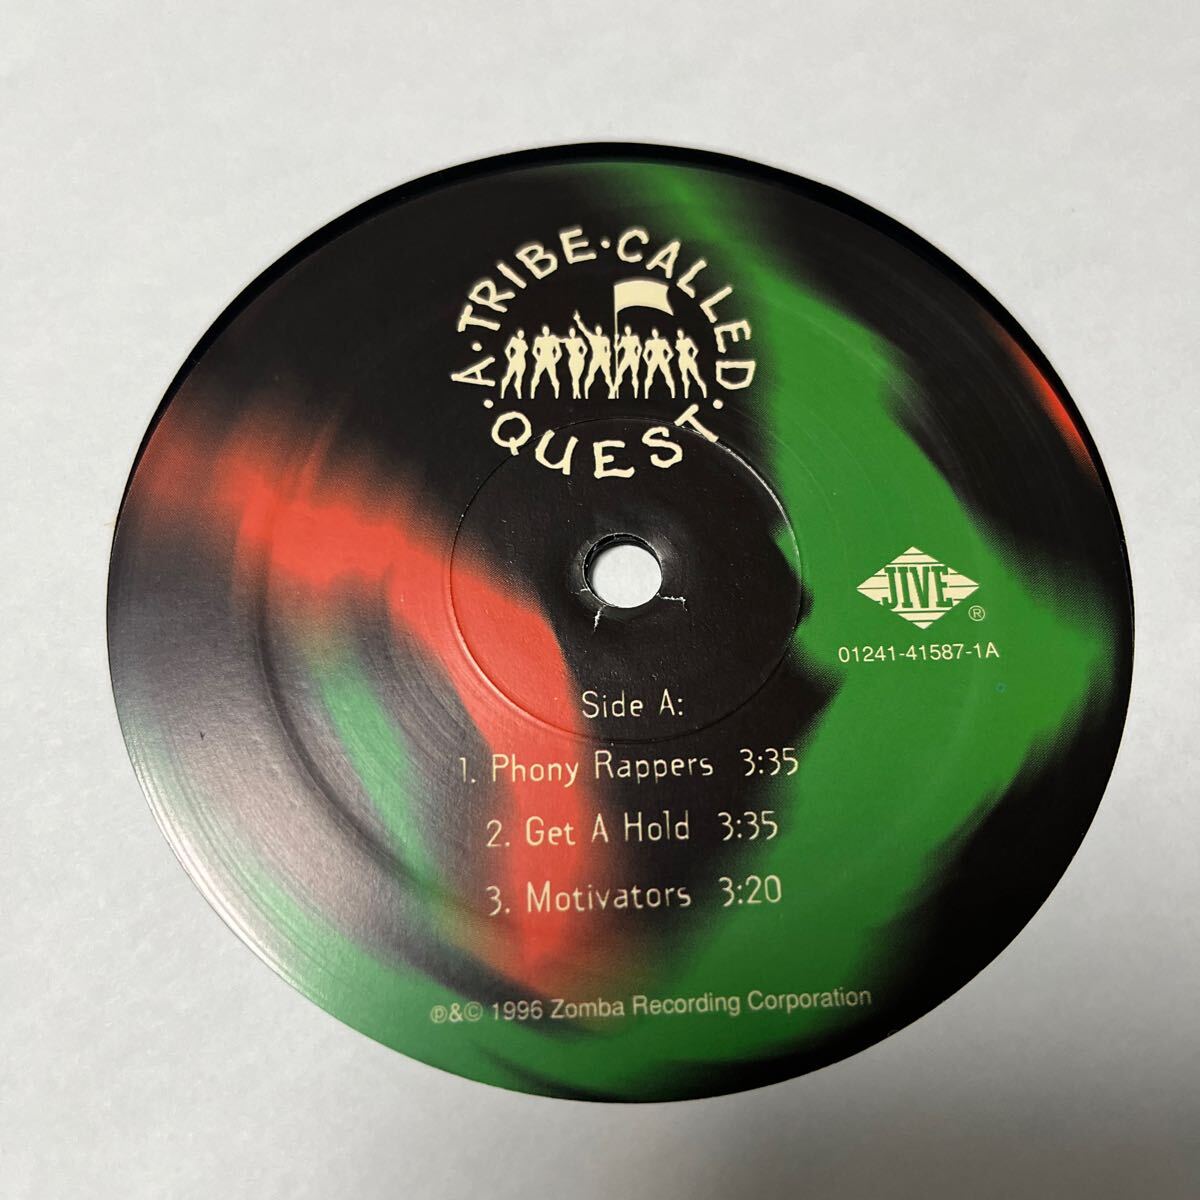 A · TRIBE · CALLED · QUEST ·
JIVE ®
01241-41587-1A
Side A:
1. Phony Rappers 3:35
2. Get A Hold 3:35
3. Motivators 3:20
℗&© 1996 Zomba Recording Corporation